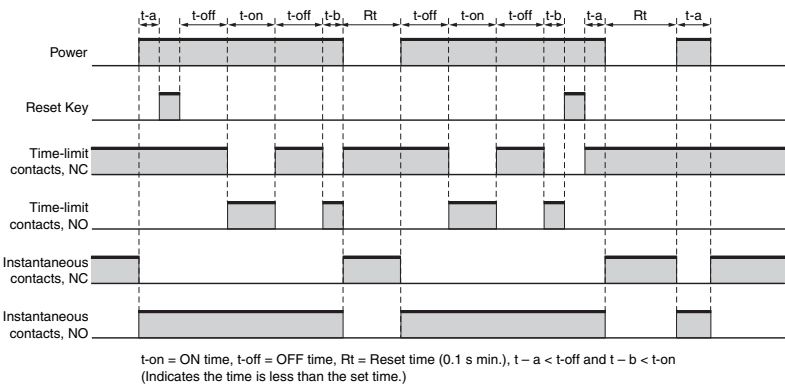 t-a t-off t-on t-off t-b Rt t-off t-on t-off t-b t-a Rt t-a
Power
Reset Key
Time-limit
contacts, NC
Time-limit
contacts, NO
Instantaneous
contacts, NC
Instantaneous
contacts, NO
t-on = ON time, t-off = OFF time, Rt = Reset time (0.1 s min.), t – a < t-off and t – b < t-on
(Indicates the time is less than the set time.)